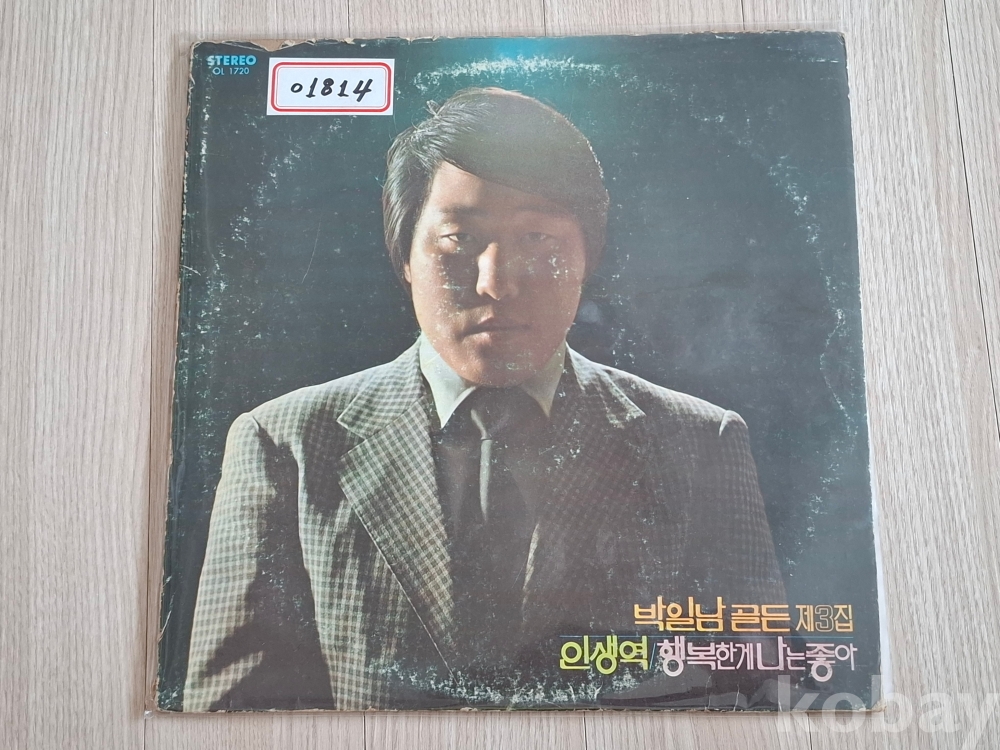 STEREO
OL 1720
01814
박일남 골든 제3집
인생역/행복한게 나는 좋아
kobay